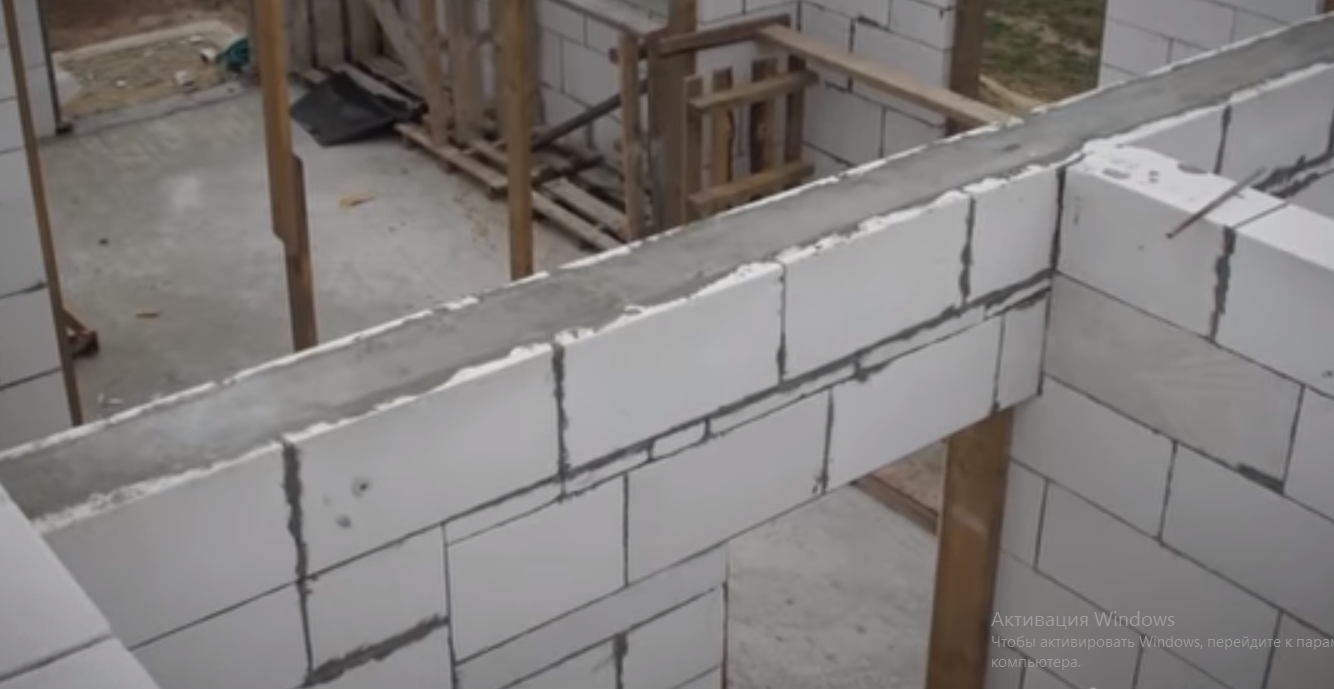 Активация Windows
Чтобы активировать Windows, перейдите к
компьютера.